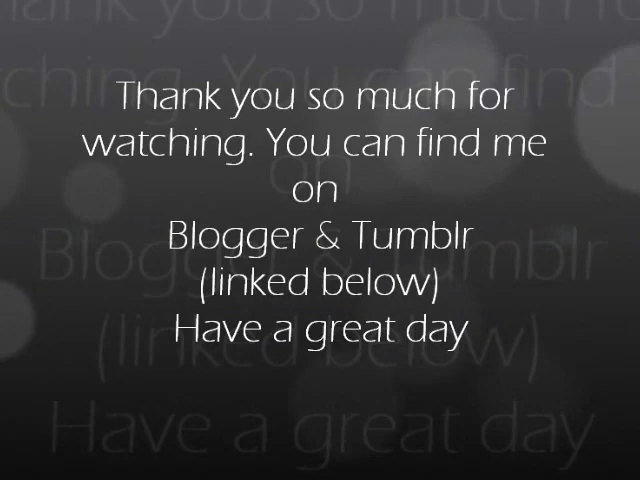 Thank you so much for
watching. You can find me
on
Blogger & Tumblr
(linked below)
Have a great day